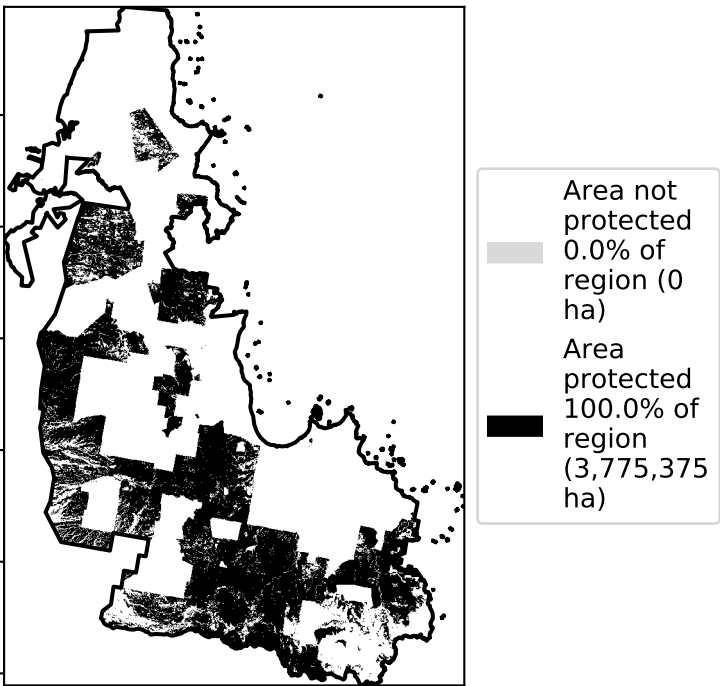 Area not
protected
0.0% of
region (0
ha)
Area
protected
100.0% of
region
(3,775,375
ha)